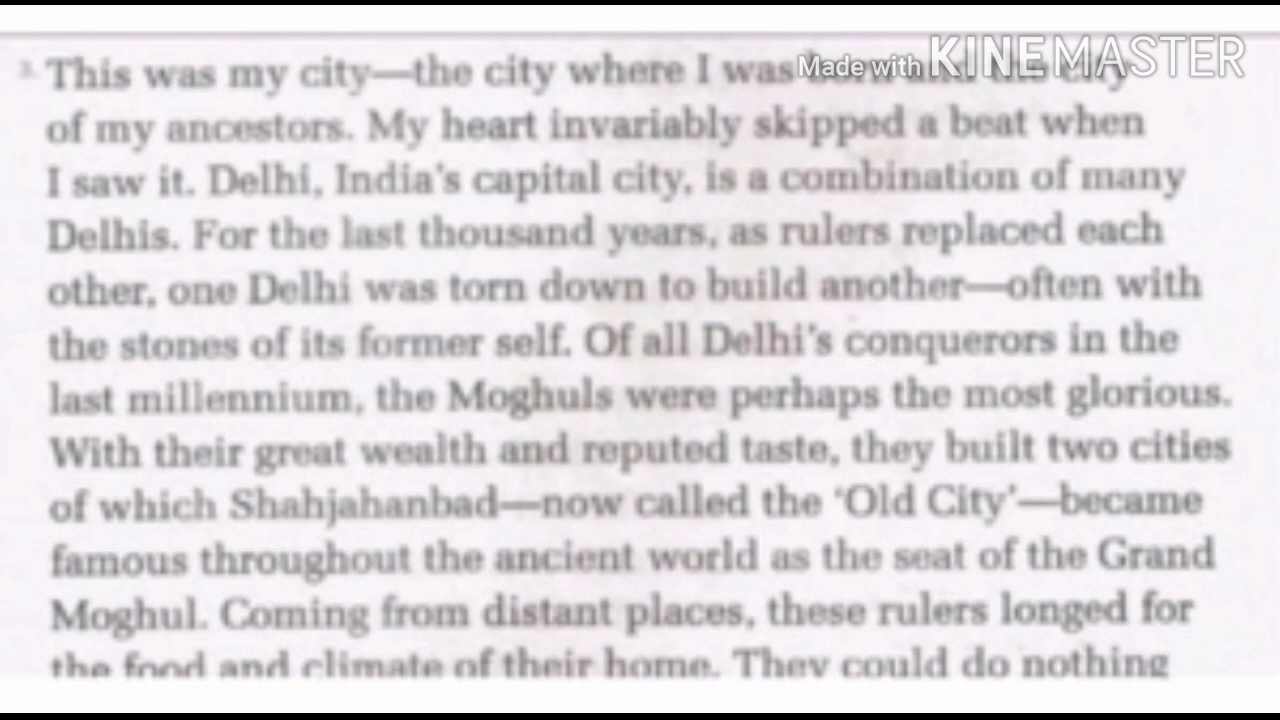 3. This was my city—the city where I was
Made with KINEMASTER
of my ancestors. My heart invariably skipped a beat when
I saw it. Delhi, India's capital city, is a combination of many
Delhis. For the last thousand years, as rulers replaced each
other, one Delhi was torn down to build another—often with
the stones of its former self. Of all Delhi's conquerors in the
last millennium, the Moghuls were perhaps the most glorious.
With their great wealth and reputed taste, they built two cities
of which Shahjahanbad—now called the 'Old City'—became
famous throughout the ancient world as the seat of the Grand
Moghul. Coming from distant places, these rulers longed for
the food and climate of their home. They could do nothing